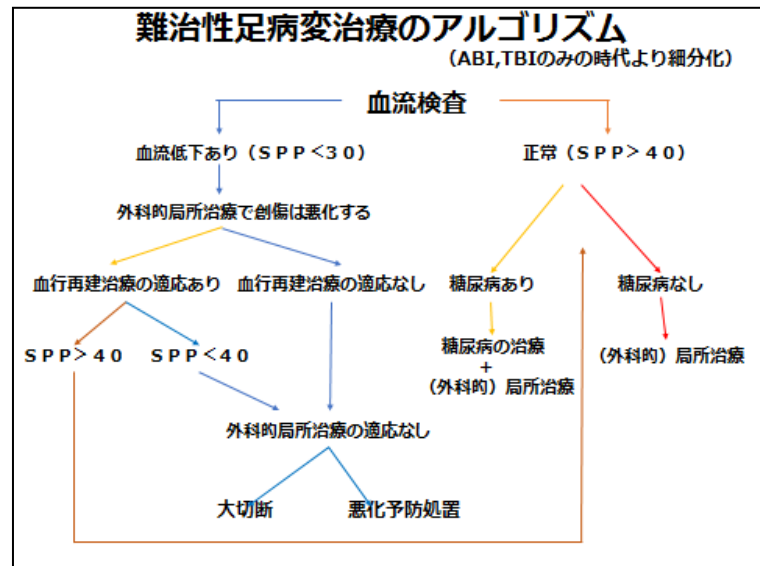 難治性足病変治療のアルゴリズム
（ABI,TBIのみの時代より細分化）
血流検査
血流低下あり（ＳＰＰ＜３０）
正常（ＳＰＰ＞４０）
外科的局所治療で創傷は悪化する
血行再建治療の適応あり
血行再建治療の適応なし
糖尿病あり
糖尿病なし
ＳＰＰ＞４０
ＳＰＰ＜４０
糖尿病の治療
+
（外科的）局所治療
（外科的）局所治療
外科的局所治療の適応なし
大切断
悪化予防処置